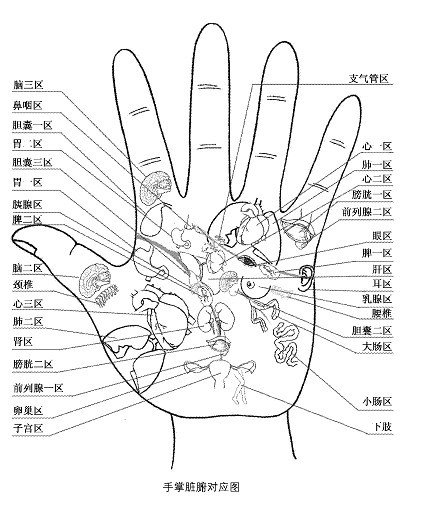 脑三区
鼻咽区
胆囊一区
胃二区
胆囊三区
胃一区
胰腺区
脾二区
脑二区
颈椎
心三区
肺二区
肾区
膀胱二区
前列腺一区
卵巢区
子宫区
支气管区
心一区
肺一区
心二区
膀胱一区
前列腺二区
眼区
脾一区
肝区
耳区
乳腺区
腰椎
胆囊二区
大肠区
小肠区
下肢
手掌脏腑对应图